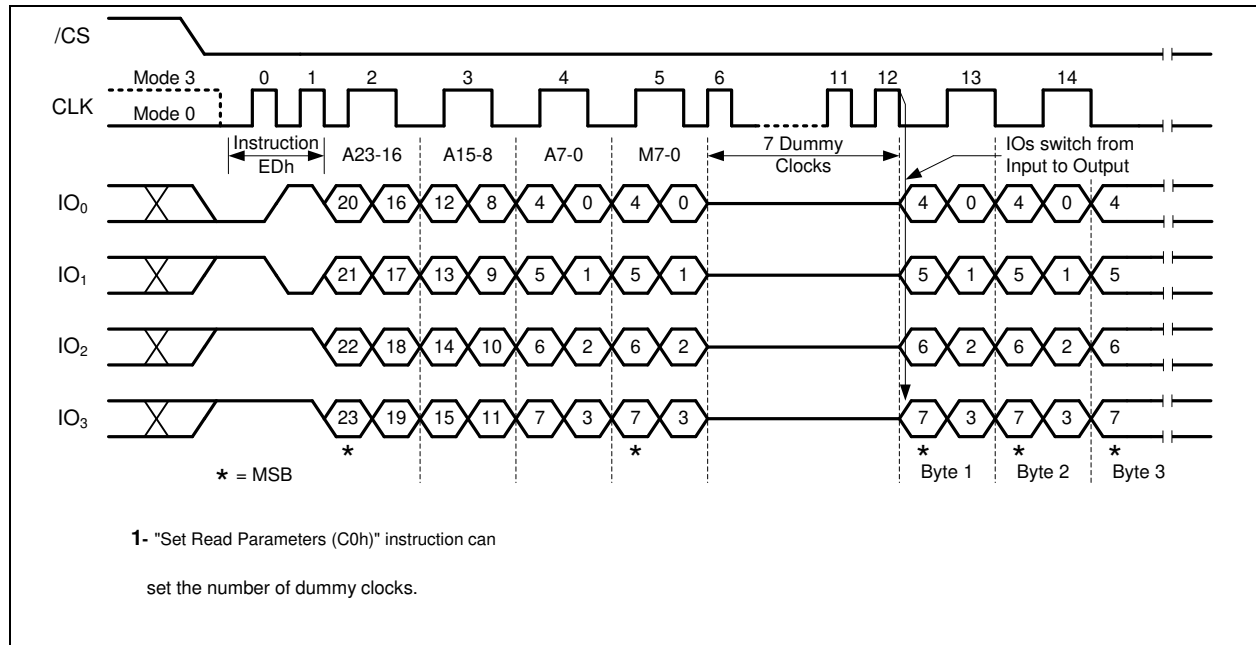 /CS
Mode 3 0 1 2 3 4 5 6 11 12 13 14
CLK Mode 0
Instruction EDh
A23-16 A15-8 A7-0 M7-0
7 Dummy Clocks
IOs switch from Input to Output
IO0 20 16 12 8 4 0 4 0 4 0 4 0 4
IO1 21 17 13 9 5 1 5 1 5 1 5 1 5
IO2 22 18 14 10 6 2 6 2 6 2 6 2 6
IO3 23 19 15 11 7 3 7 3 7 3 7 3 7
* * * * *
* = MSB Byte 1 Byte 2 Byte 3
1- "Set Read Parameters (C0h)" instruction can
set the number of dummy clocks.